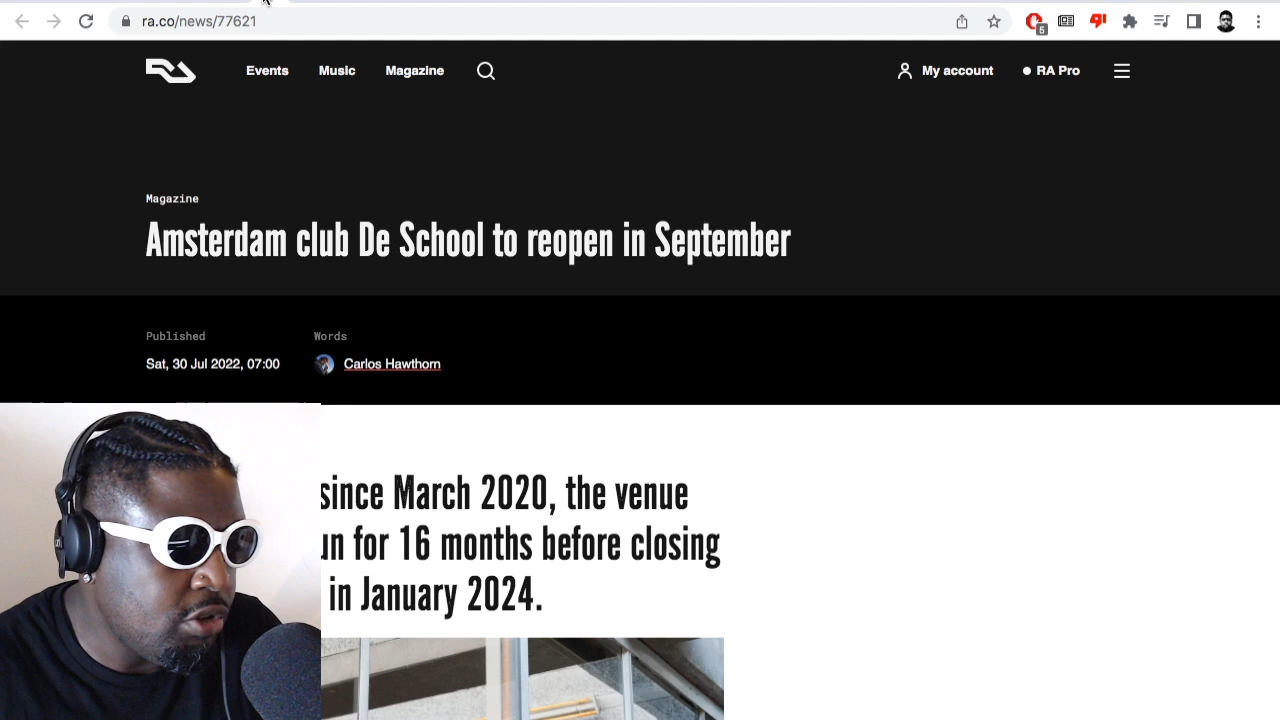 ra.co/news/77621
5
Events Music Magazine
My account RA Pro
Magazine
Amsterdam club De School to reopen in September
Published Words
Sat, 30 Jul 2022, 07:00 Carlos Hawthorn
since March 2020, the venue
un for 16 months before closing
in January 2024.